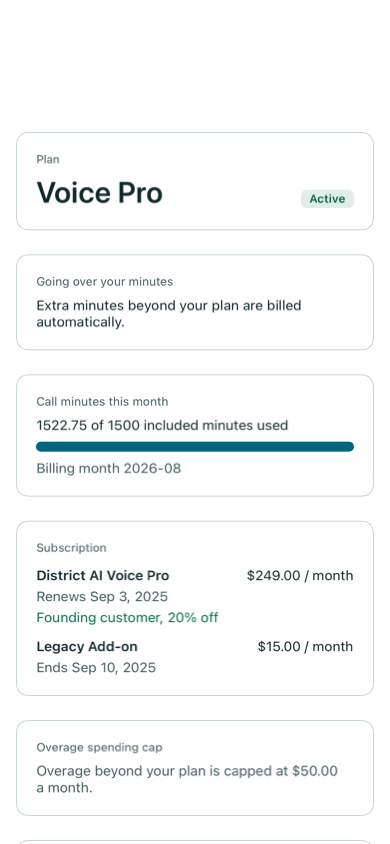 Plan
Voice Pro
Active
Going over your minutes
Extra minutes beyond your plan are billed
automatically.
Call minutes this month
1522.75 of 1500 included minutes used
Billing month 2026-08
Subscription
District AI Voice Pro $249.00 / month
Renews Sep 3, 2025
Founding customer, 20% off
Legacy Add-on $15.00 / month
Ends Sep 10, 2025
Overage spending cap
Overage beyond your plan is capped at $50.00
a month.